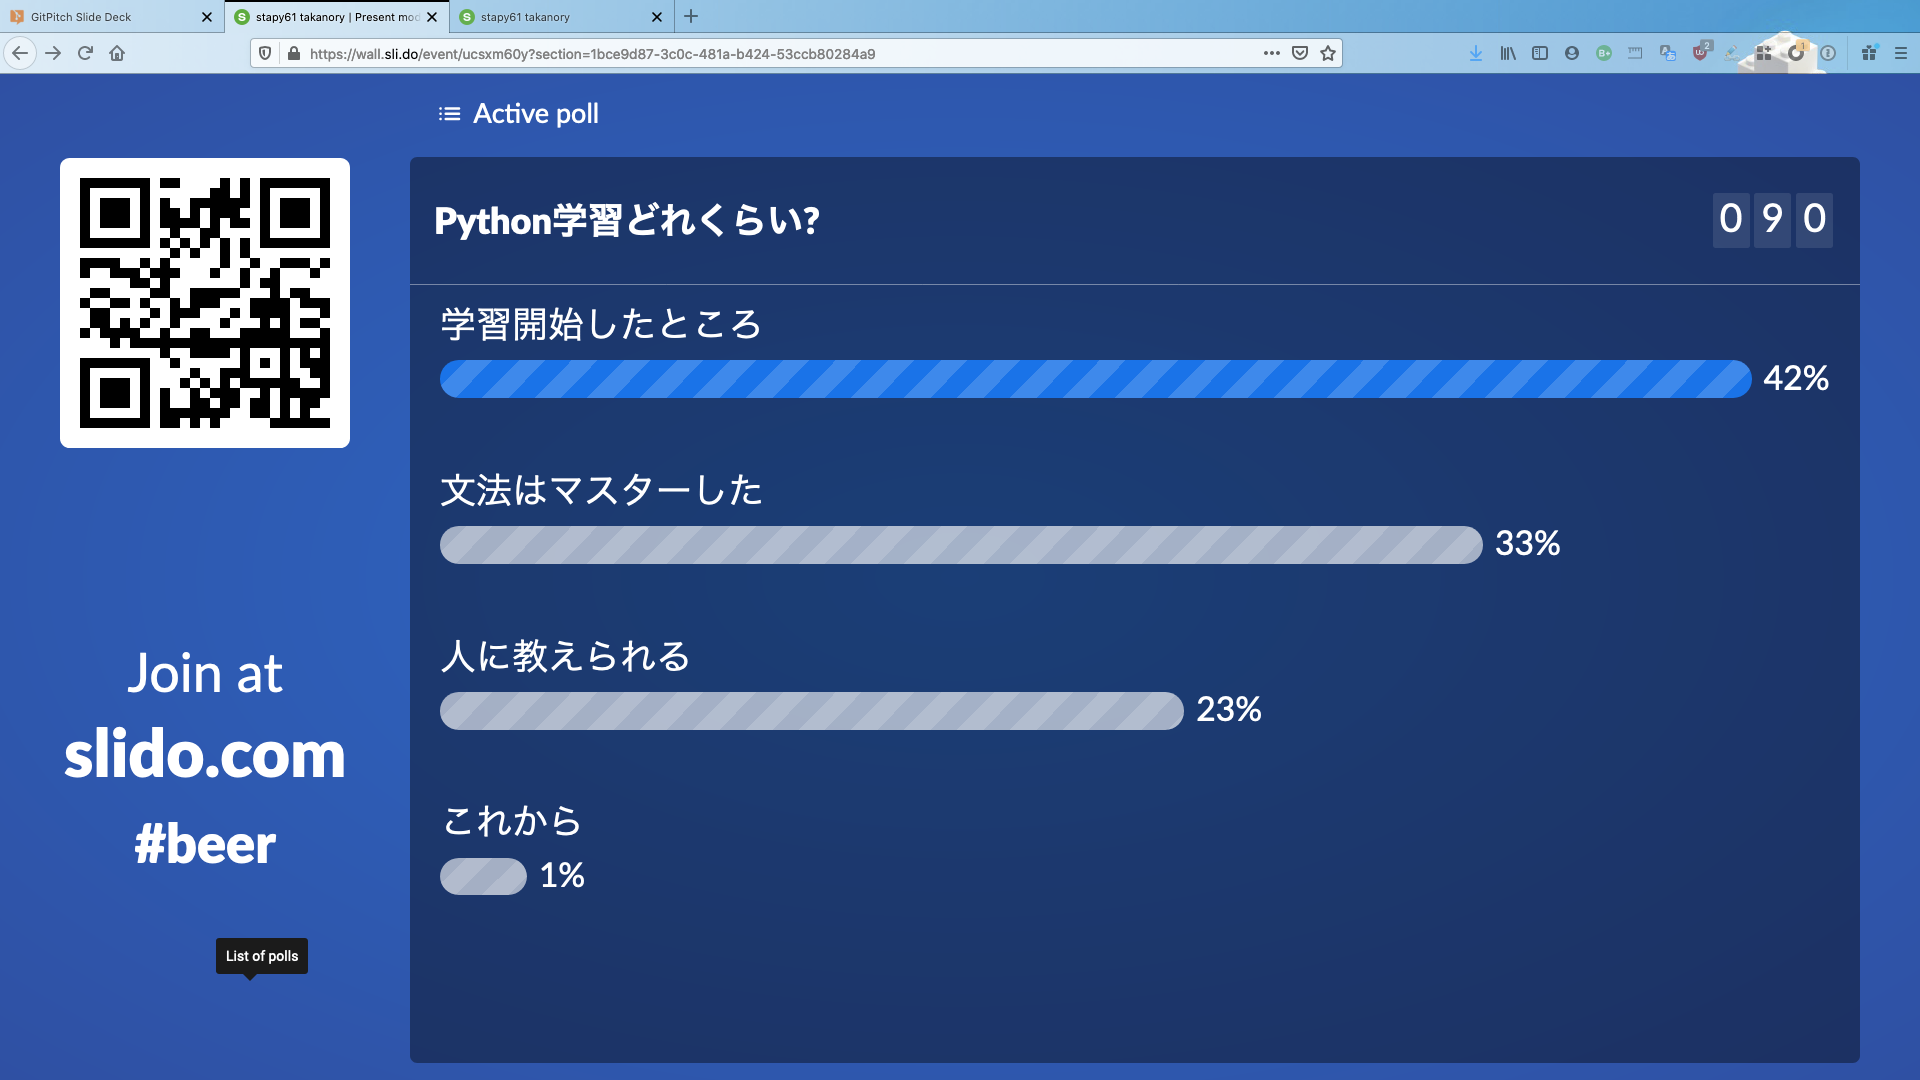 GitPitch Slide Deck
stapy61 takanory | Present mod
stapy61 takanory
https://wall.sli.do/event/ucsxm60y?section=1bce9d87-3c0c-481a-b424-53ccb80284a9
Active poll
Python学習どれくらい?
090
学習開始したところ
42%
文法はマスターした
33%
人に教えられる
23%
これから
1%
Join at
slido.com
#beer
List of polls